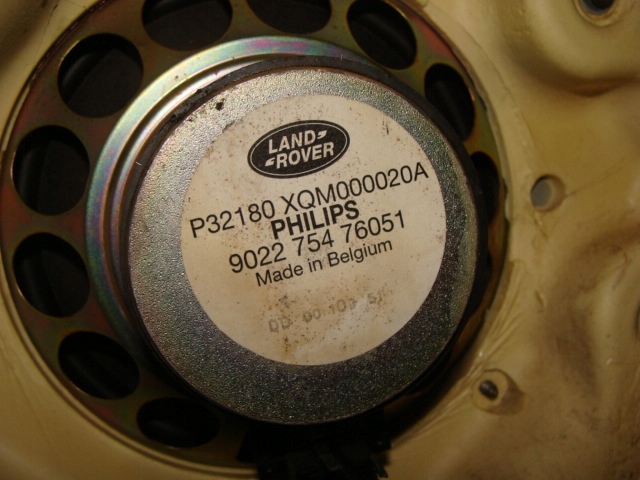 LAND
ROVER
P32180 XQM000020A
PHILIPS
9022 754 76051
Made in Belgium